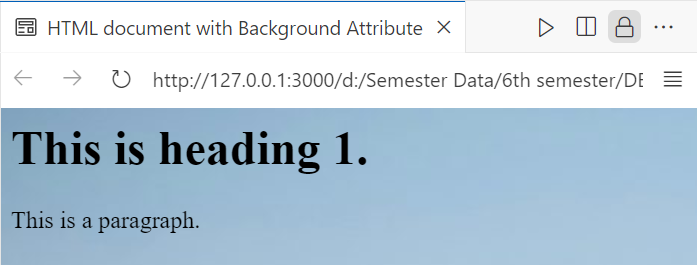 HTML document with Background Attribute
http://127.0.0.1:3000/d:/Semester Data/6th semester/DE
This is heading 1.
This is a paragraph.